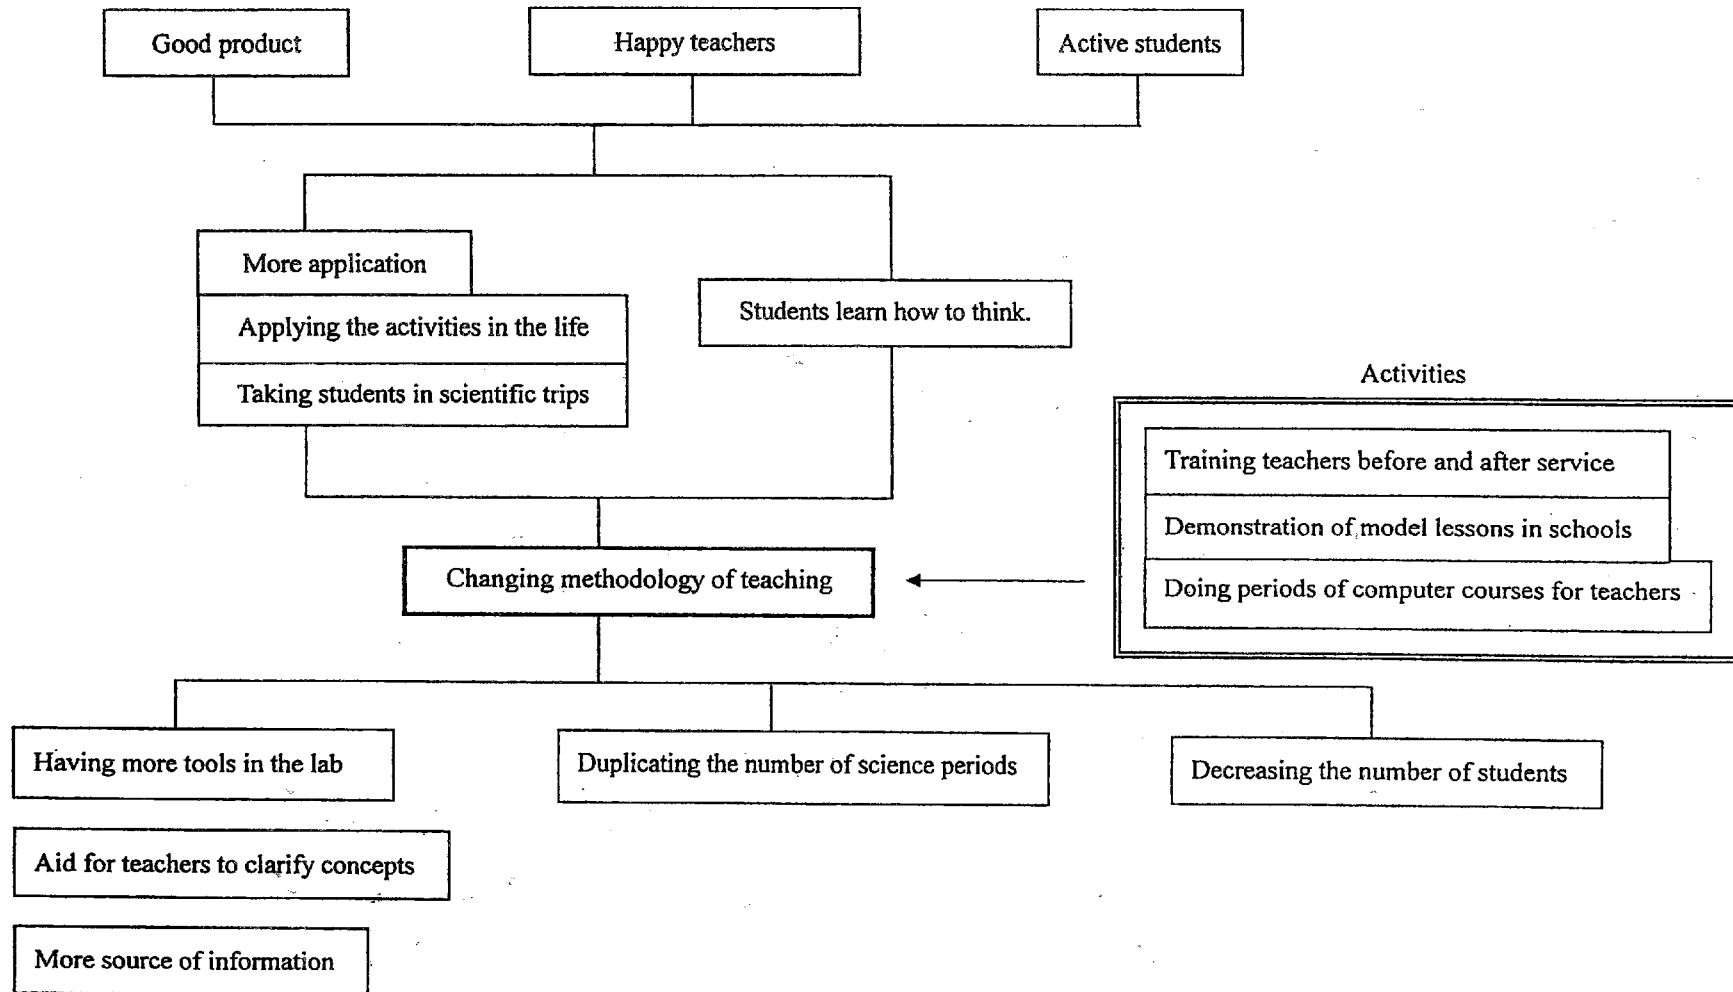 Good product
Happy teachers
Active students
More application
Applying the activities in the life
Taking students in scientific trips
Students learn how to think.
Activities
Training teachers before and after service
Demonstration of model lessons in schools
Doing periods of computer courses for teachers
Changing methodology of teaching
Having more tools in the lab
Duplicating the number of science periods
Decreasing the number of students
Aid for teachers to clarify concepts
More source of information